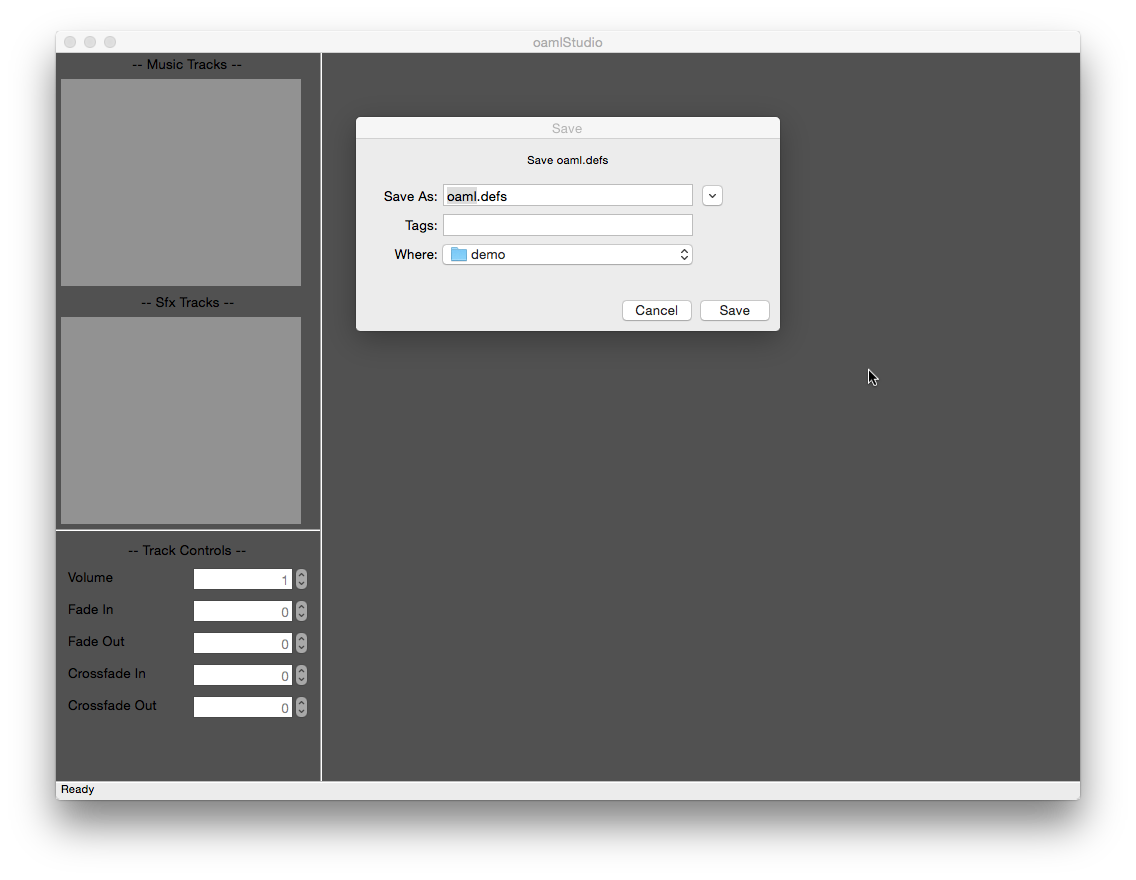 oamlStudio
-- Music Tracks --
Save
Save oaml.defs
Save As: oaml.defs
Tags:
Where: demo
Cancel Save
-- Sfx Tracks --
-- Track Controls --
Volume 1
Fade In 0
Fade Out 0
Crossfade In 0
Crossfade Out 0
Ready